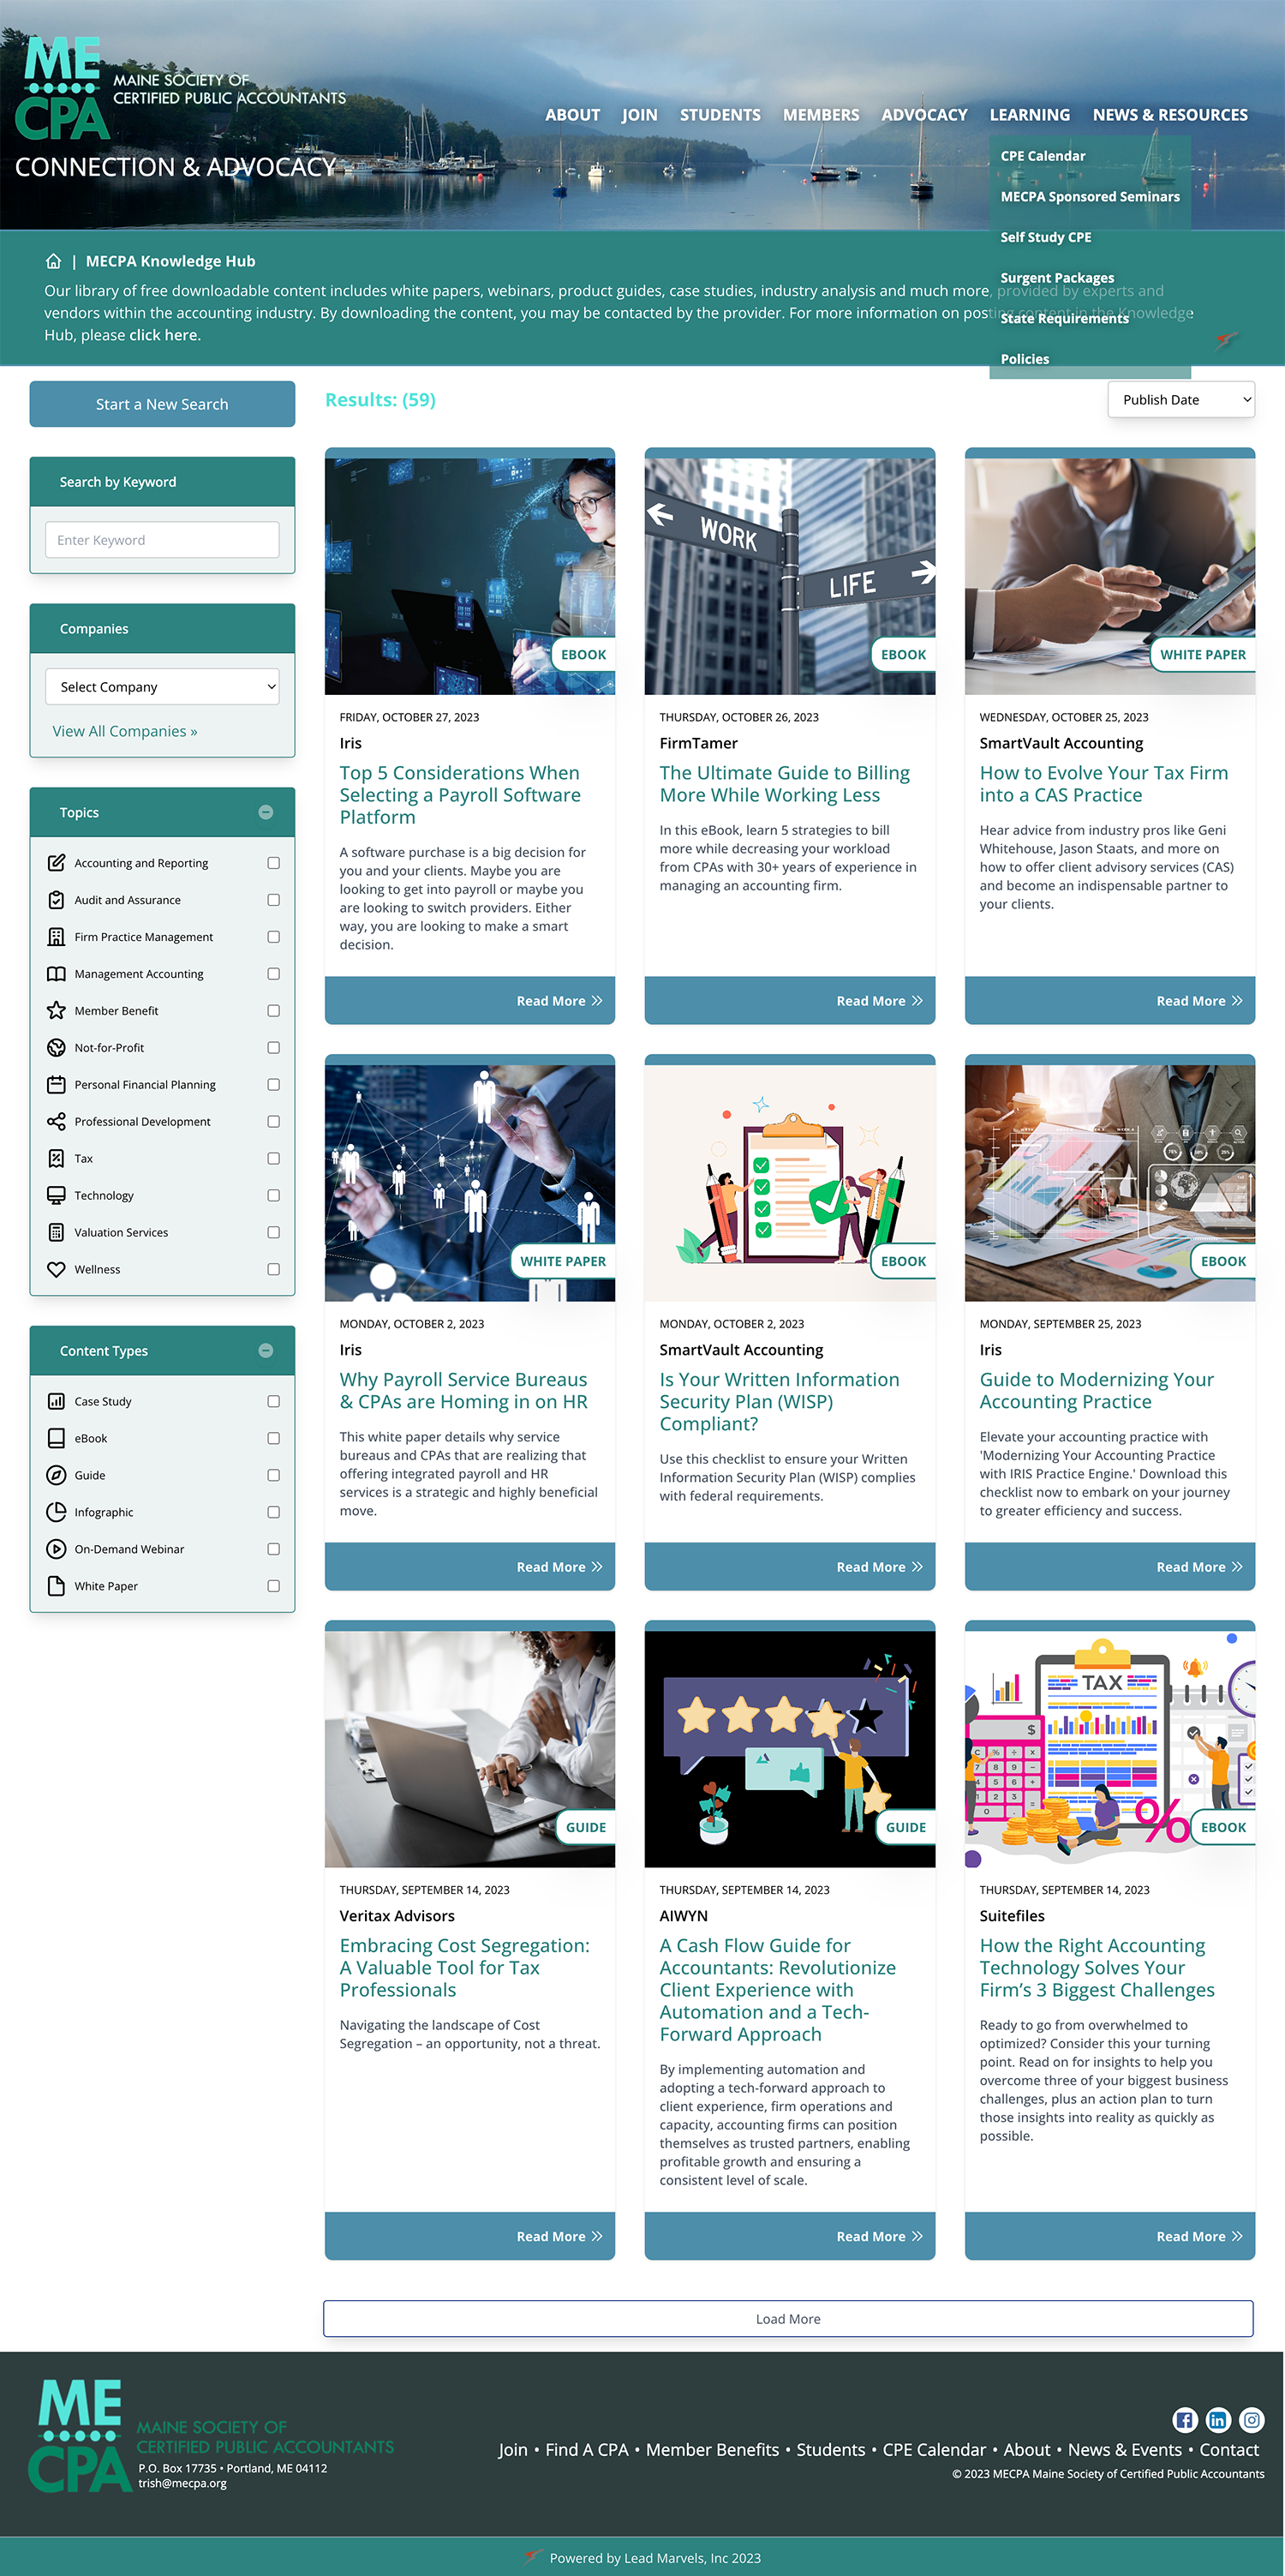 ME
CPA
MAINE SOCIETY OF
CERTIFIED PUBLIC ACCOUNTANTS
CONNECTION & ADVOCACY
ABOUT JOIN STUDENTS MEMBERS ADVOCACY LEARNING NEWS & RESOURCES
CPE Calendar
MECPA Sponsored Seminars
Self Study CPE
Surgent Packages
State Requirements
Policies
| MECPA Knowledge Hub
Our library of free downloadable content includes white papers, webinars, product guides, case studies, industry analysis and much more, provided by experts and
vendors within the accounting industry. By downloading the content, you may be contacted by the provider. For more information on posting content in the Knowledge
Hub, please click here.
Start a New Search
Search by Keyword
Enter Keyword
Companies
Select Company
View All Companies »
Topics
Accounting and Reporting
Audit and Assurance
Firm Practice Management
Management Accounting
Member Benefit
Not-for-Profit
Personal Financial Planning
Professional Development
Tax
Technology
Valuation Services
Wellness
Content Types
Case Study
eBook
Guide
Infographic
On-Demand Webinar
White Paper
Results: (59)
Publish Date
EBOOK
FRIDAY, OCTOBER 27, 2023
Iris
Top 5 Considerations When
Selecting a Payroll Software
Platform
A software purchase is a big decision for
you and your clients. Maybe you are
looking to get into payroll or maybe you
are looking to switch providers. Either
way, you are looking to make a smart
decision.
Read More
WORK
LIFE
EBOOK
THURSDAY, OCTOBER 26, 2023
FirmTamer
The Ultimate Guide to Billing
More While Working Less
In this eBook, learn 5 strategies to bill
more while decreasing your workload
from CPAs with 30+ years of experience in
managing an accounting firm.
Read More
WHITE PAPER
WEDNESDAY, OCTOBER 25, 2023
SmartVault Accounting
How to Evolve Your Tax Firm
into a CAS Practice
Hear advice from industry pros like Geni
Whitehouse, Jason Staats, and more on
how to offer client advisory services (CAS)
and become an indispensable partner to
your clients.
Read More
WHITE PAPER
MONDAY, OCTOBER 2, 2023
Iris
Why Payroll Service Bureaus
& CPAs are Homing in on HR
This white paper details why service
bureaus and CPAs that are realizing that
offering integrated payroll and HR
services is a strategic and highly beneficial
move.
Read More
EBOOK
MONDAY, OCTOBER 2, 2023
SmartVault Accounting
Is Your Written Information
Security Plan (WISP)
Compliant?
Use this checklist to ensure your Written
Information Security Plan (WISP) complies
with federal requirements.
Read More
EBOOK
MONDAY, SEPTEMBER 25, 2023
Iris
Guide to Modernizing Your
Accounting Practice
Elevate your accounting practice with
'Modernizing Your Accounting Practice
with IRIS Practice Engine.' Download this
checklist now to embark on your journey
to greater efficiency and success.
Read More
GUIDE
THURSDAY, SEPTEMBER 14, 2023
Veritax Advisors
Embracing Cost Segregation:
A Valuable Tool for Tax
Professionals
Navigating the landscape of Cost
Segregation – an opportunity, not a threat.
Read More
GUIDE
THURSDAY, SEPTEMBER 14, 2023
AIWYN
A Cash Flow Guide for
Accountants: Revolutionize
Client Experience with
Automation and a Tech-
Forward Approach
By implementing automation and
adopting a tech-forward approach to
client experience, firm operations and
capacity, accounting firms can position
themselves as trusted partners, enabling
profitable growth and ensuring a
consistent level of scale.
Read More
TAX
$
C % ÷ x
7 8 9 –
4 5 6 +
1 2 3 =
0 .
%
EBOOK
THURSDAY, SEPTEMBER 14, 2023
Suitefiles
How the Right Accounting
Technology Solves Your
Firm’s 3 Biggest Challenges
Ready to go from overwhelmed to
optimized? Consider this your turning
point. Read on for insights to help you
overcome three of your biggest business
challenges, plus an action plan to turn
those insights into reality as quickly as
possible.
Read More
Load More
ME
CPA
MAINE SOCIETY OF
CERTIFIED PUBLIC ACCOUNTANTS
P.O. Box 17735 • Portland, ME 04112
trish@mecpa.org
Join • Find A CPA • Member Benefits • Students • CPE Calendar • About • News & Events • Contact
© 2023 MECPA Maine Society of Certified Public Accountants
Powered by Lead Marvels, Inc 2023